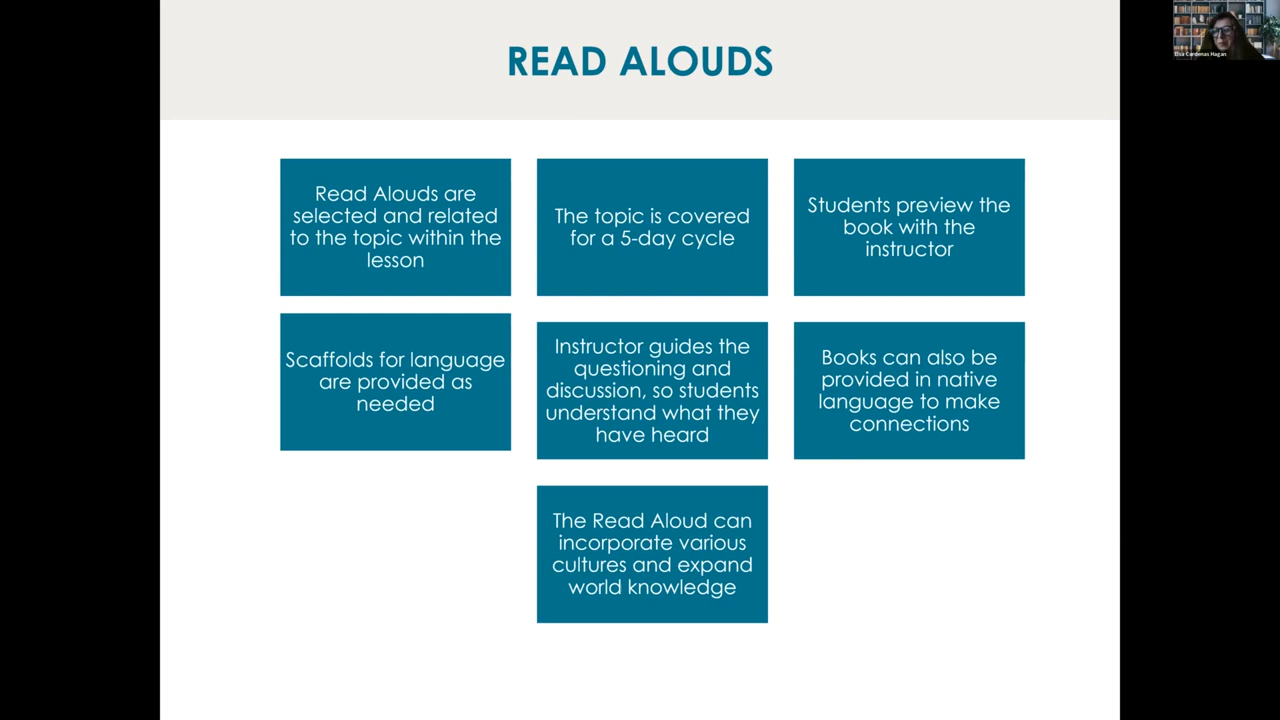 READ ALOUDS
Read Alouds are
selected and related
to the topic within the
lesson
The topic is covered
for a 5-day cycle
Students preview the
book with the
instructor
Scaffolds for language
are provided as
needed
Instructor guides the
questioning and
discussion, so students
understand what they
have heard
Books can also be
provided in native
language to make
connections
The Read Aloud can
incorporate various
cultures and expand
world knowledge
Elsa Cardenas Hagan